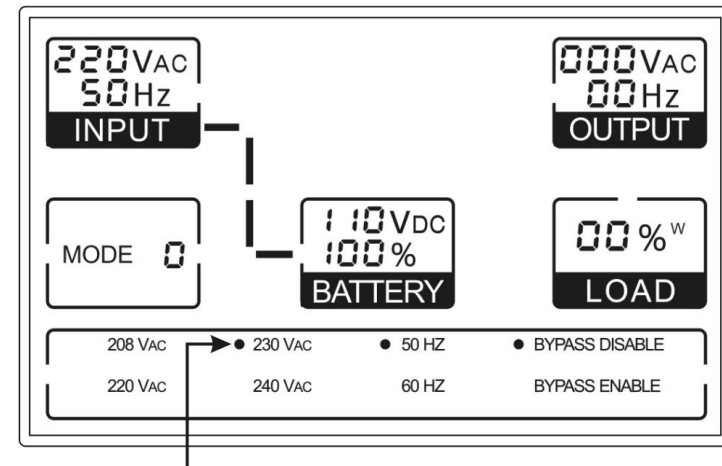 220VAC
50Hz
INPUT
000VAC
00Hz
OUTPUT
MODE 0
110VDC
100%
BATTERY
00%W
LOAD
208 VAC ● 230 VAC ● 50 HZ ● BYPASS DISABLE
220 VAC 240 VAC 60 HZ BYPASS ENABLE